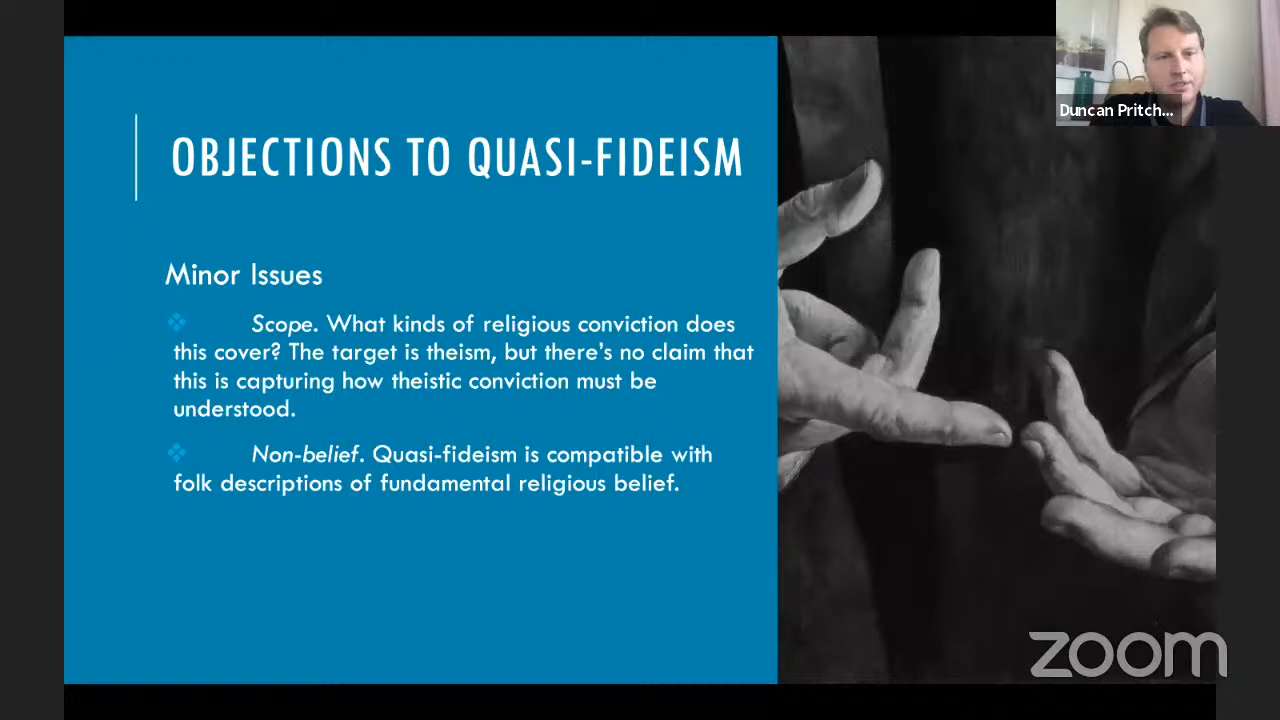 OBJECTIONS TO QUASI-FIDEISM
Minor Issues
Scope. What kinds of religious conviction does
this cover? The target is theism, but there's no claim that
this is capturing how theistic conviction must be
understood.
Non-belief. Quasi-fideism is compatible with
folk descriptions of fundamental religious belief.
Duncan Pritch...
zoom